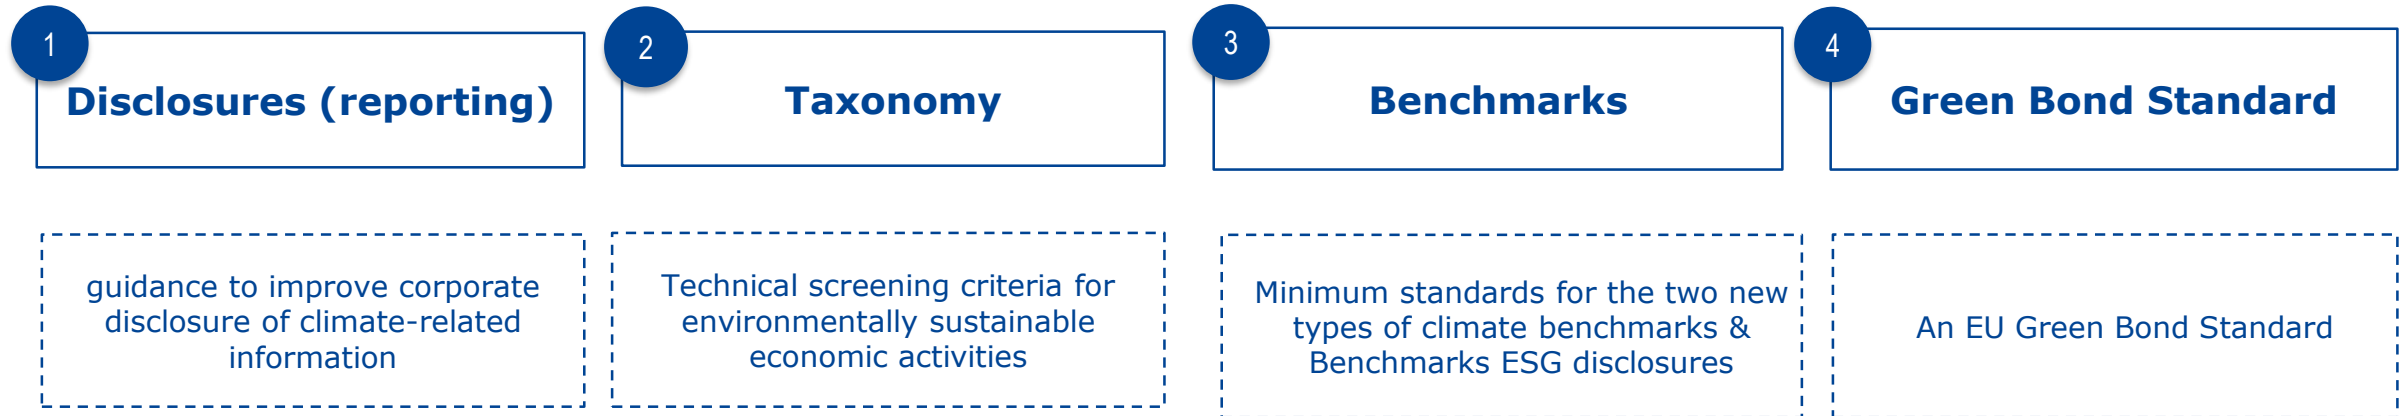 1
Disclosures (reporting)
2
Taxonomy
3
Benchmarks
4
Green Bond Standard
guidance to improve corporate
disclosure of climate-related
information
Technical screening criteria for
environmentally sustainable
economic activities
Minimum standards for the two new
types of climate benchmarks &
Benchmarks ESG disclosures
An EU Green Bond Standard